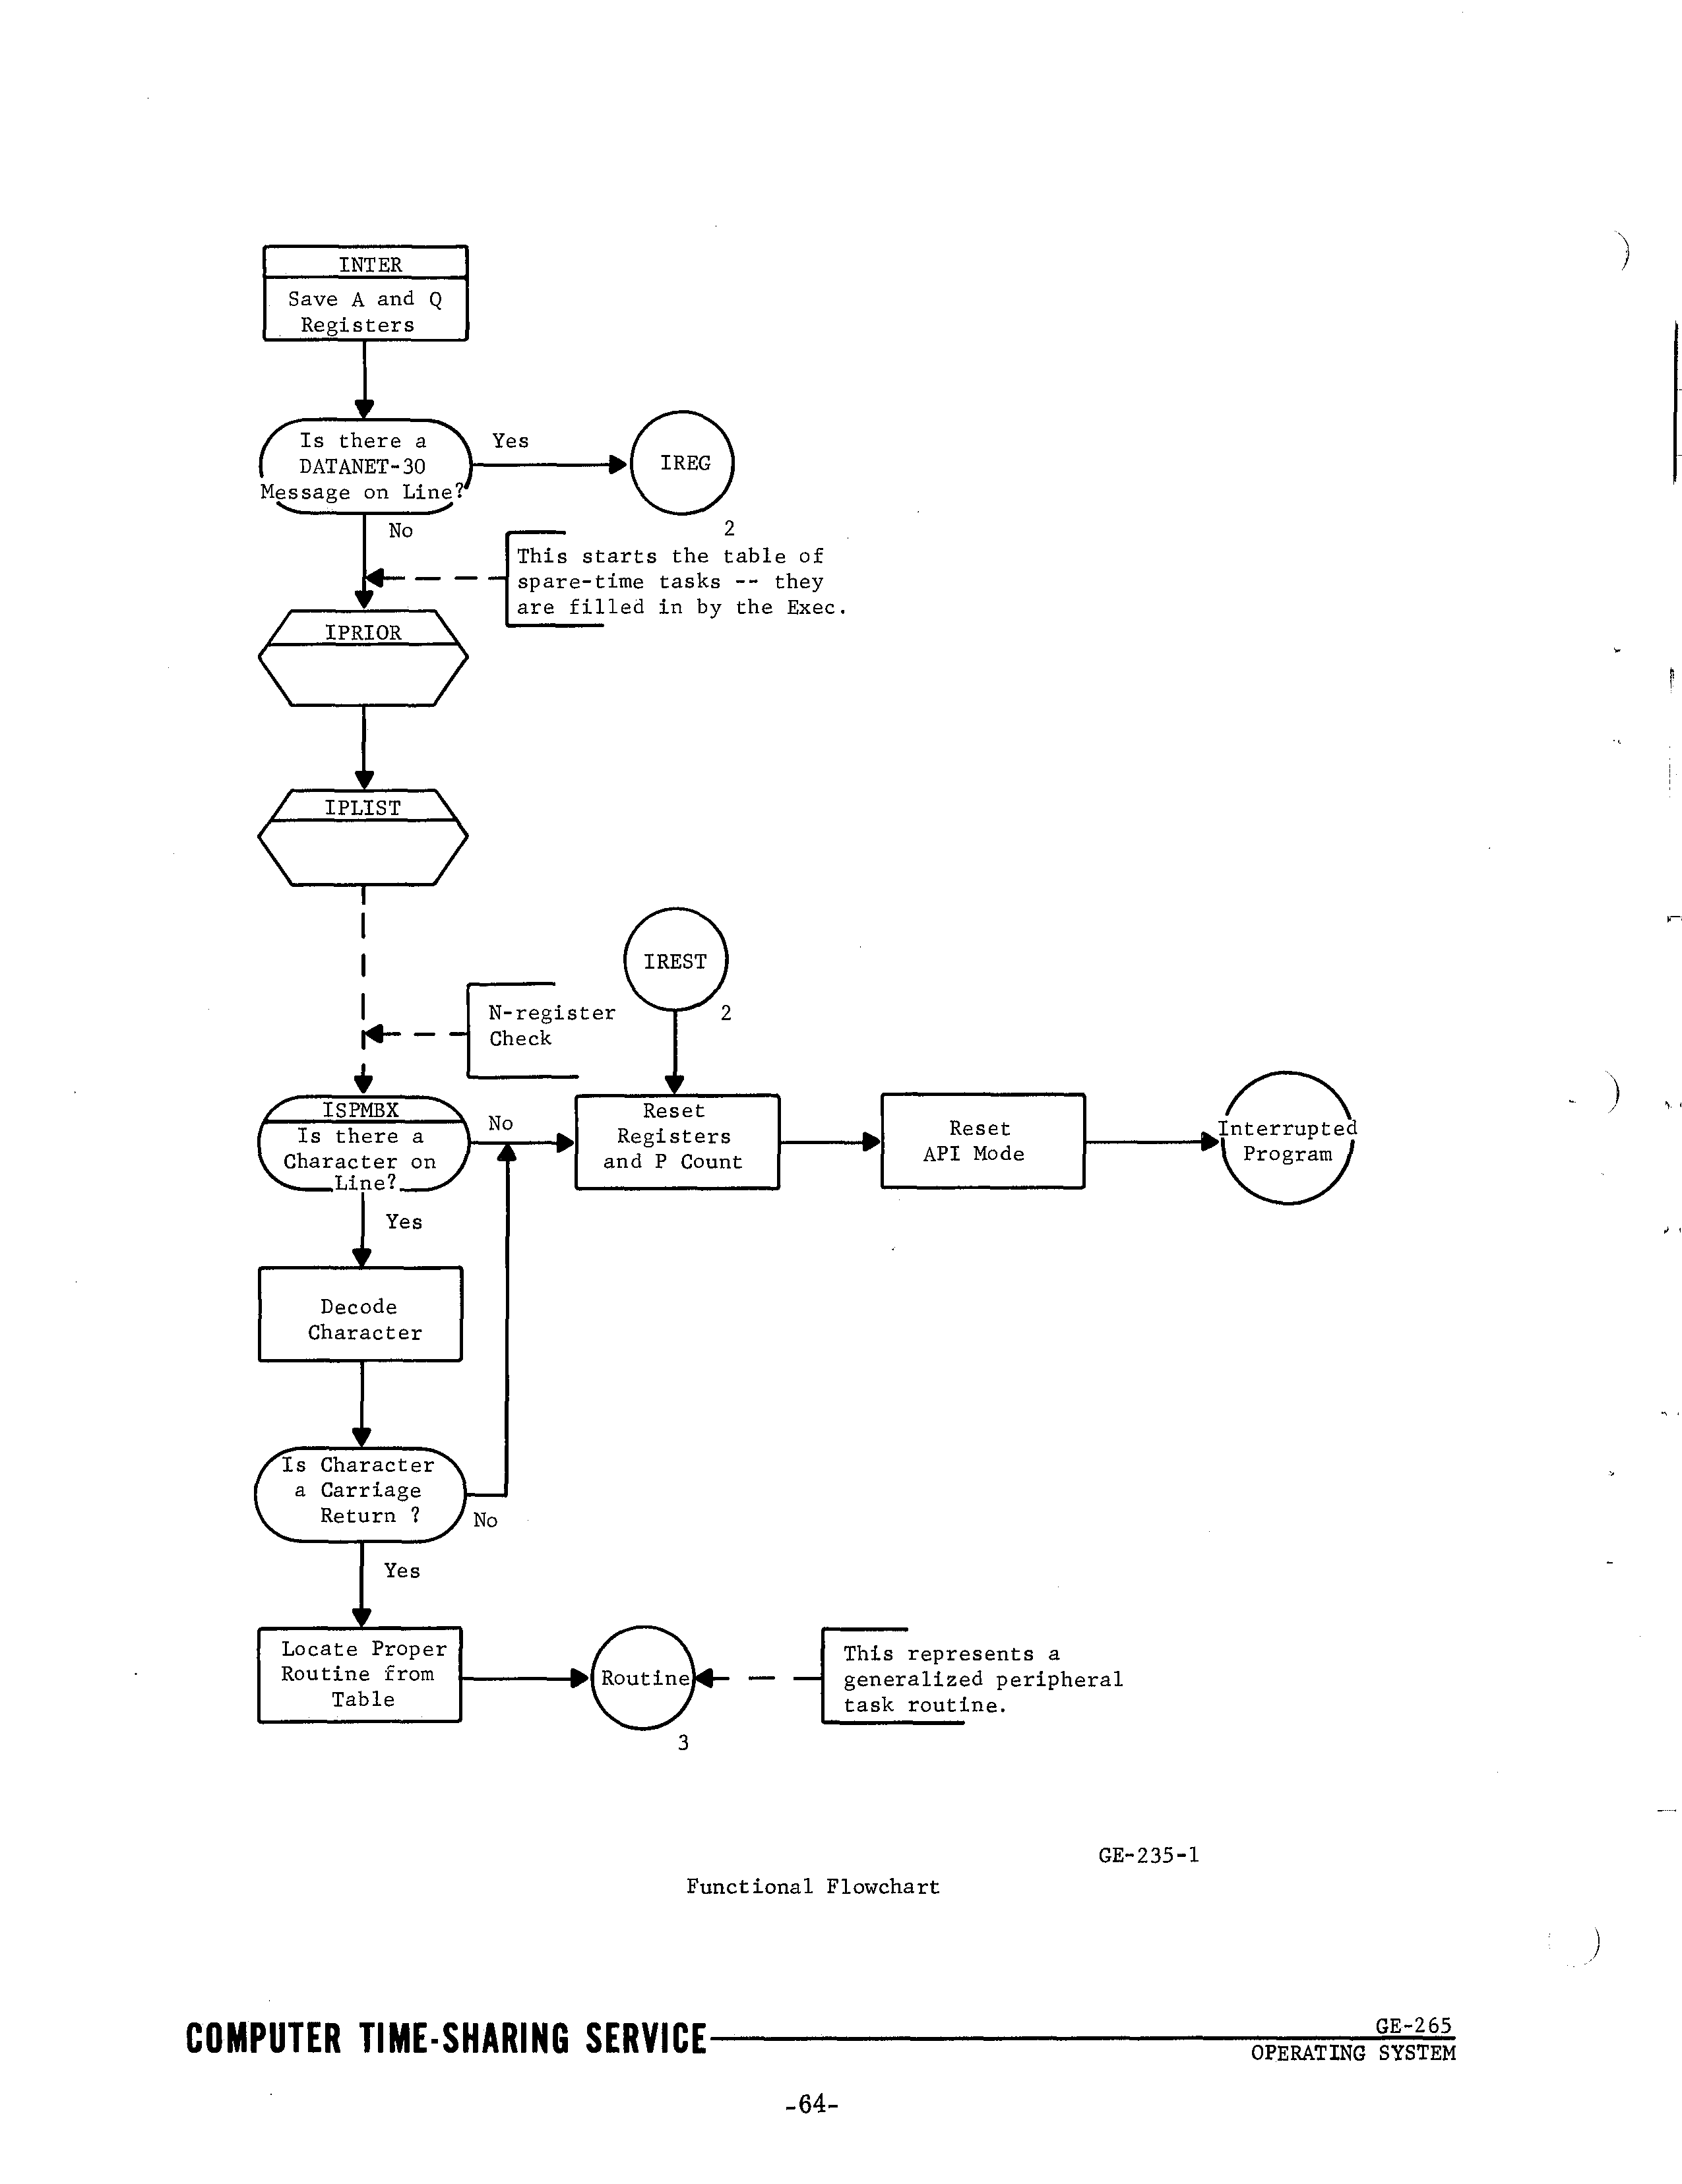 INTER
Save A and Q
Registers
Is there a
DATANET-30
Message on Line?
Yes
IREG
2
No
This starts the table of
spare-time tasks -- they
are filled in by the Exec.
IPRIOR
IPLIST
IREST
2
N-register
Check
ISPMBX
Is there a
Character on
Line?
No
Reset
Registers
and P Count
Reset
API Mode
Interrupted
Program
Yes
Decode
Character
Is Character
a Carriage
Return ?
No
Yes
Locate Proper
Routine from
Table
Routine
3
This represents a
generalized peripheral
task routine.
GE-235-1
Functional Flowchart
COMPUTER TIME-SHARING SERVICE
GE-265
OPERATING SYSTEM
-64-